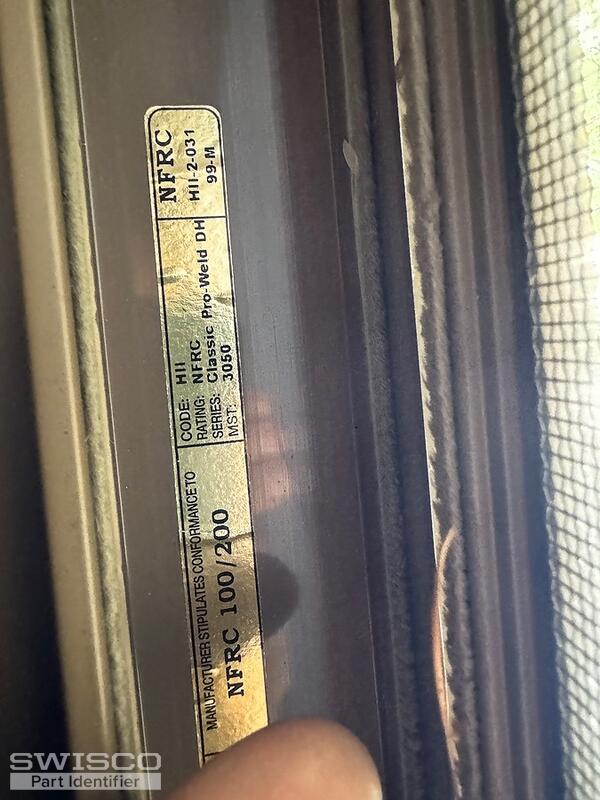 NFRC
HII-2-031
99-M
CODE: HII
RATING: NFRC
SERIES: Classic Pro-Weld DH
MST: 3050
MANUFACTURER STIPULATES CONFORMANCE TO
NFRC 100/200
SWISCO
Part Identifier